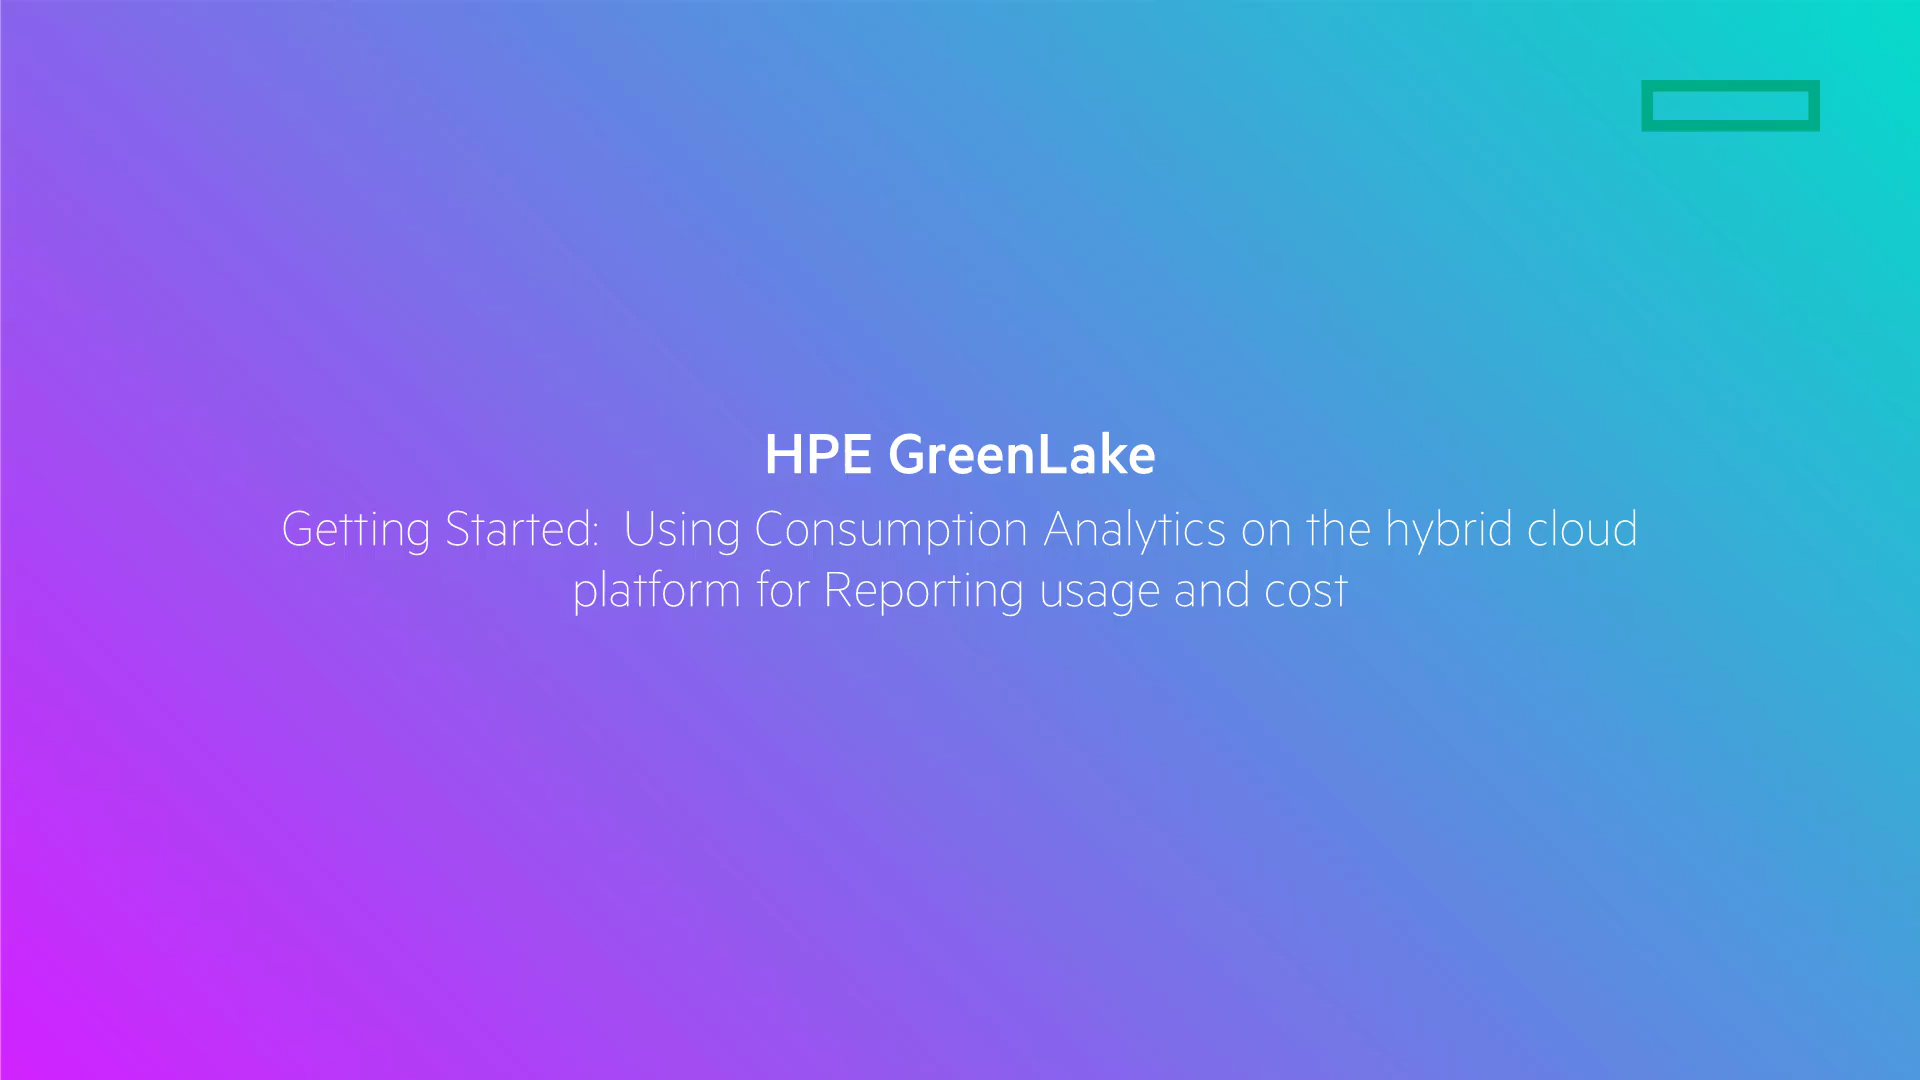 HPE GreenLake
Getting Started:  Using Consumption Analytics on the hybrid cloud
platform for Reporting usage and cost